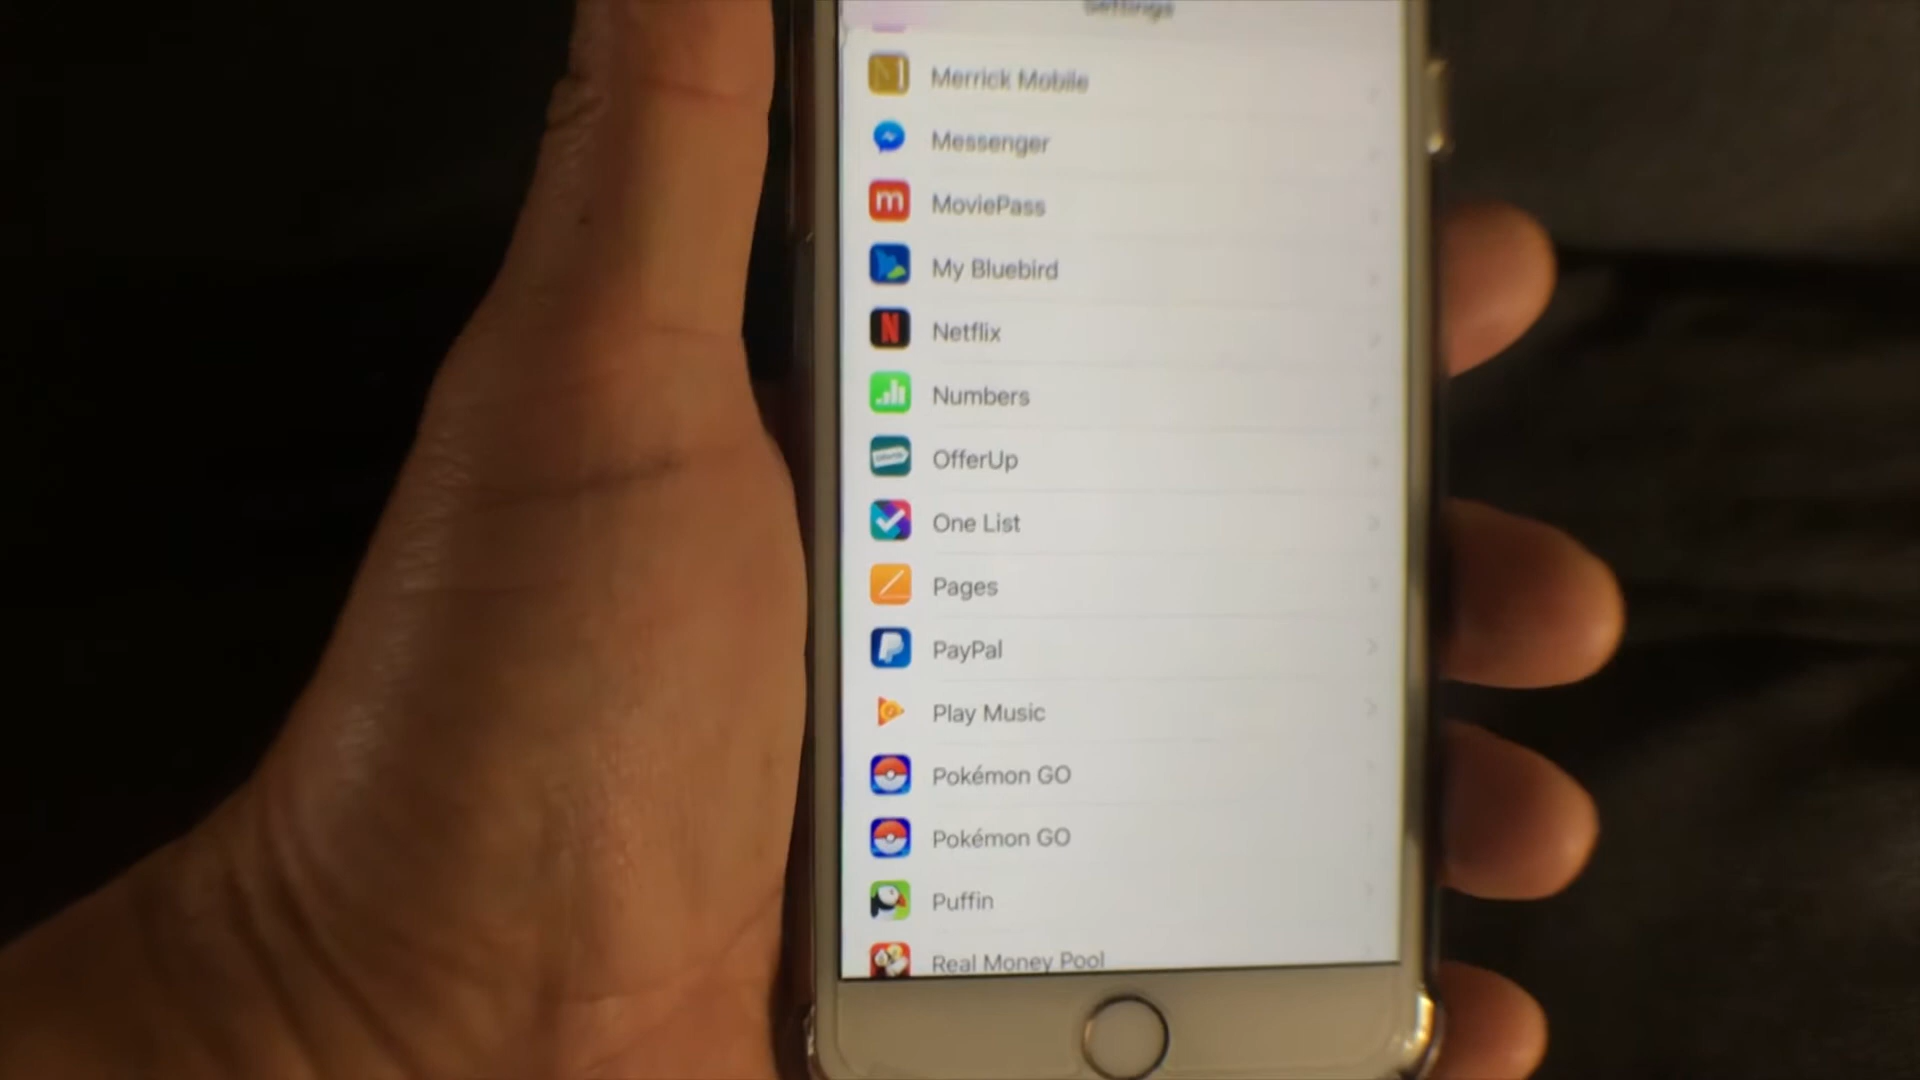 Settings
Merrick Mobile
Messenger
MoviePass
My Bluebird
Netflix
Numbers
OfferUp
One List
Pages
PayPal
Play Music
Pokémon GO
Pokémon GO
Puffin
Real Money Pool